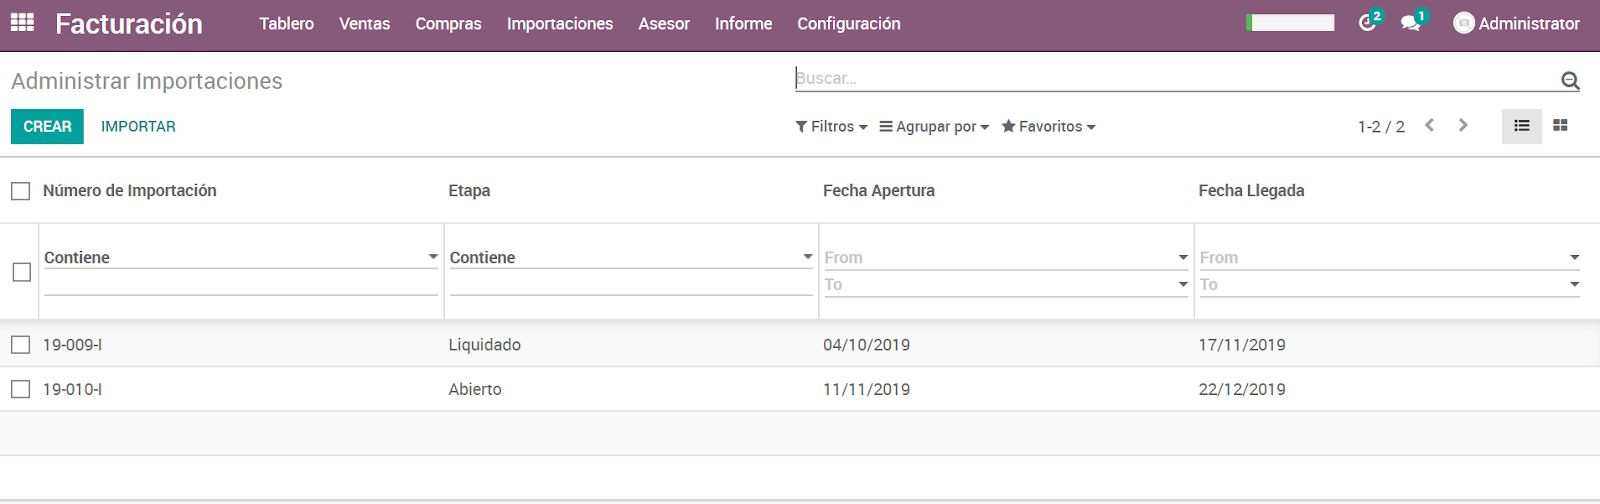 Facturación Tablero Ventas Compras Importaciones Asesor Informe Configuración 2 1 Administrator
Administrar Importaciones Buscar...
CREAR IMPORTAR Filtros Agrupar por Favoritos 1-2 / 2
Número de Importación Etapa Fecha Apertura Fecha Llegada
Contiene Contiene From From
To To
19-009-I Liquidado 04/10/2019 17/11/2019
19-010-I Abierto 11/11/2019 22/12/2019